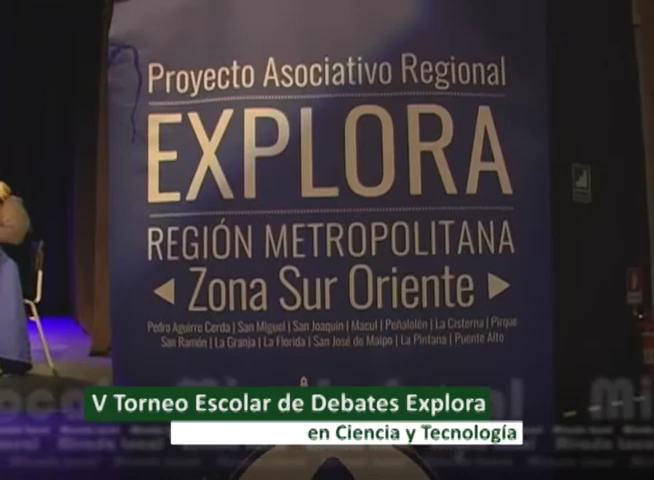 Proyecto Asociativo Regional
EXPLORA
REGIÓN METROPOLITANA
Zona Sur Oriente
Pedro Aguirre Cerda | San Miguel | San Joaquín | Macul | Peñalolén | La Cisterna | Pirque
San Ramón | La Granja | La Florida | San José de Maipo | La Pintana | Puente Alto
V Torneo Escolar de Debates Explora
en Ciencia y Tecnología